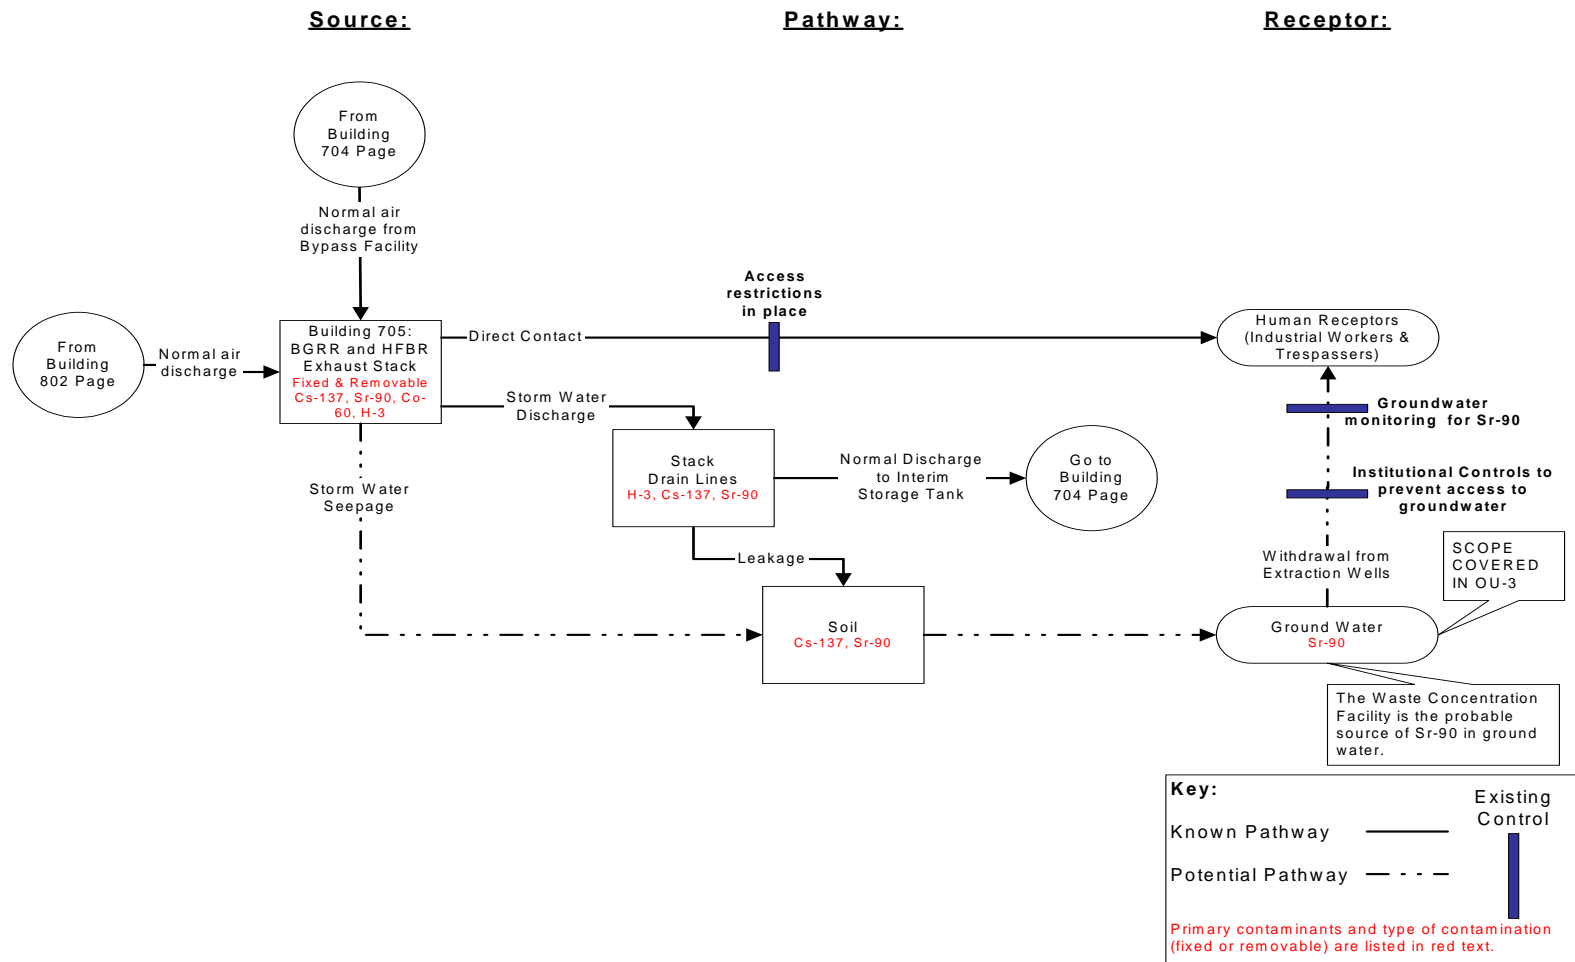 Source:
Pathway:
Receptor:
From
Building
704 Page
Normal air
discharge from
Bypass Facility
From
Building
802 Page
Normal air
discharge
Building 705:
BGRR and HFBR
Exhaust Stack
Fixed & Removable
Cs-137, Sr-90, Co-
60, H-3
Direct Contact
Access
restrictions
in place
Human Receptors
(Industrial Workers &
Trespassers)
Storm Water
Discharge
Stack
Drain Lines
H-3, Cs-137, Sr-90
Normal Discharge
to Interim
Storage Tank
Go to
Building
704 Page
Groundwater
monitoring for Sr-90
Institutional Controls to
prevent access to
groundwater
Storm Water
Seepage
Leakage
Withdrawal from
Extraction Wells
SCOPE
COVERED
IN OU-3
Soil
Cs-137, Sr-90
Ground Water
Sr-90
The Waste Concentration
Facility is the probable
source of Sr-90 in ground
water.
Key:
Existing
Control
Known Pathway
Potential Pathway
Primary contaminants and type of contamination
(fixed or removable) are listed in red text.